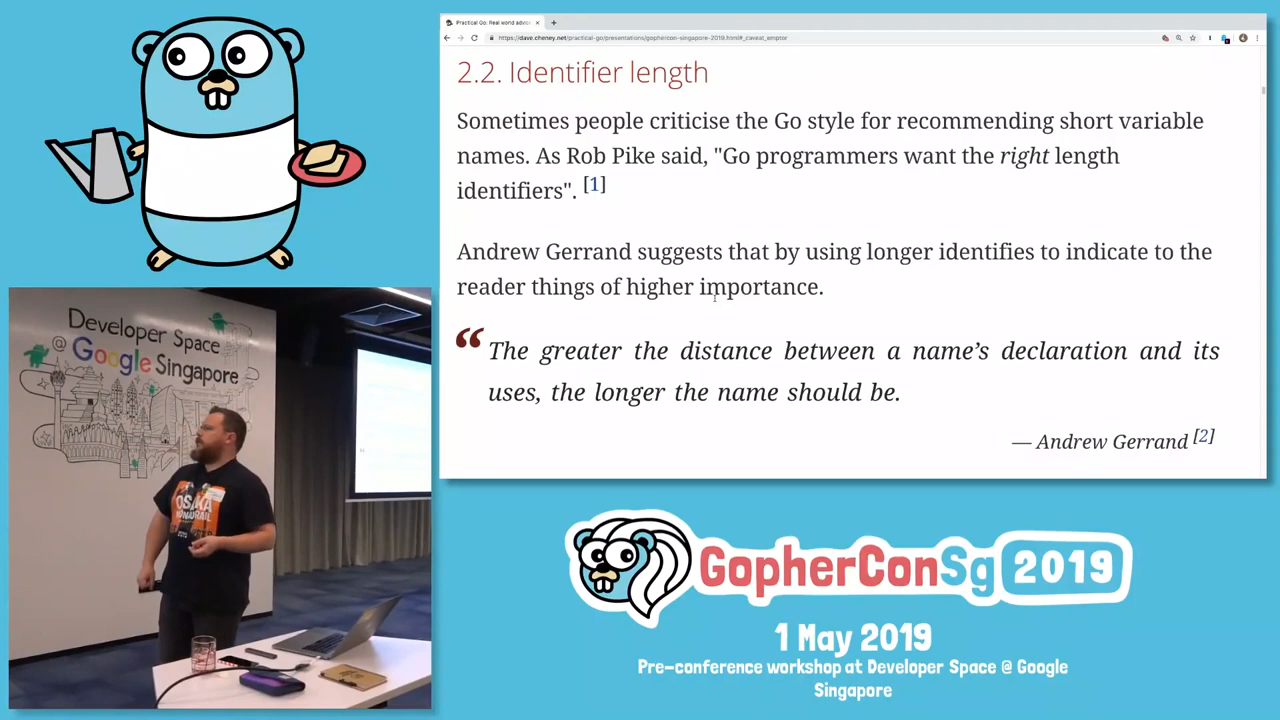 Practical Go: Real world advic
https://dave.cheney.net/practical-go/presentations/gophercon-singapore-2019.html#_caveat_emptor
2.2. Identifier length
Sometimes people criticise the Go style for recommending short variable
names. As Rob Pike said, "Go programmers want the right length
identifiers". [1]
Andrew Gerrand suggests that by using longer identifies to indicate to the
reader things of higher importance.
“ The greater the distance between a name’s declaration and its
uses, the longer the name should be.
— Andrew Gerrand [2]
Developer Space
@ Google Singapore
OSAKA
GopherConSg 2019
1 May 2019
Pre-conference workshop at Developer Space @ Google
Singapore